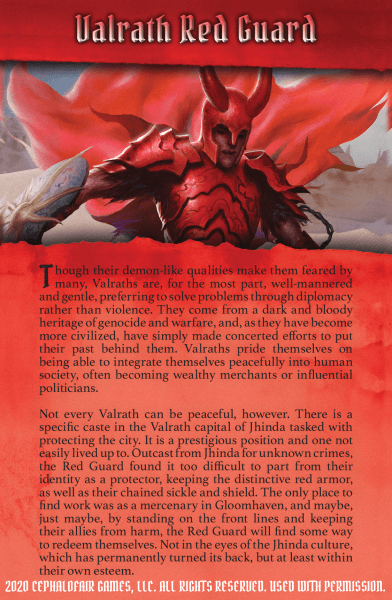 Valrath Red Guard
Though their demon-like qualities make them feared by
many, Valraths are, for the most part, well-mannered
and gentle, preferring to solve problems through diplomacy
rather than violence. They come from a dark and bloody
heritage of genocide and warfare, and, as they have become
more civilized, have simply made concerted efforts to put
their past behind them. Valraths pride themselves on
being able to integrate themselves peacefully into human
society, often becoming wealthy merchants or influential
politicians.
Not every Valrath can be peaceful, however. There is a
specific caste in the Valrath capital of Jhinda tasked with
protecting the city. It is a prestigious position and one not
easily lived up to. Outcast from Jhinda for unknown crimes,
the Red Guard found it too difficult to part from their
identity as a protector, keeping the distinctive red armor,
as well as their chained sickle and shield. The only place to
find work was as a mercenary in Gloomhaven, and maybe,
just maybe, by standing on the front lines and keeping
their allies from harm, the Red Guard will find some way
to redeem themselves. Not in the eyes of the Jhinda culture,
which has permanently turned its back, but at least within
their own esteem.
2020 CEPHALOFAIR GAMES, LLC. ALL RIGHTS RESERVED. USED WITH PERMISSION.